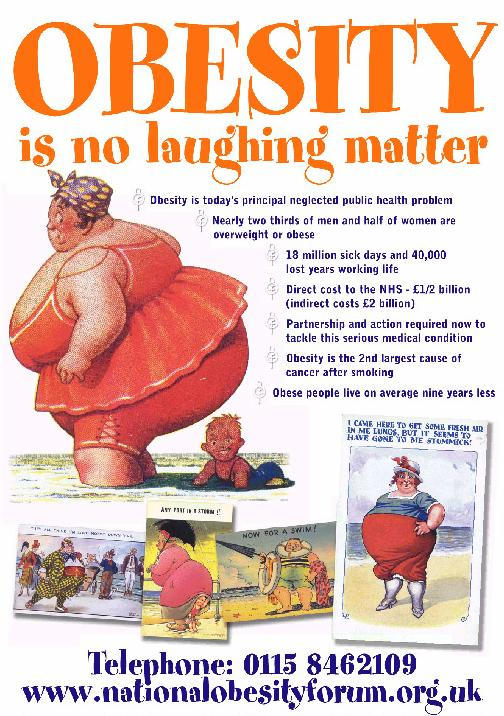 OBESITY
is no laughing matter
Obesity is today's principal neglected public health problem
Nearly two thirds of men and half of women are
overweight or obese
18 million sick days and 40,000
lost years working life
Direct cost to the NHS - £1/2 billion
(indirect costs £2 billion)
Partnership and action required now to
tackle this serious medical condition
Obesity is the 2nd largest cause of
cancer after smoking
Obese people live on average nine years less
I CAME HERE TO GET SOME FRESH AIR
IN ME LUNGS, BUT IT SEEMS TO
HAVE GONE TO ME STUMMICK!
ANY PORT IN A STORM!!
NOW FOR A SWIM!
Telephone: 0115 8462109
www.nationalobesityforum.org.uk